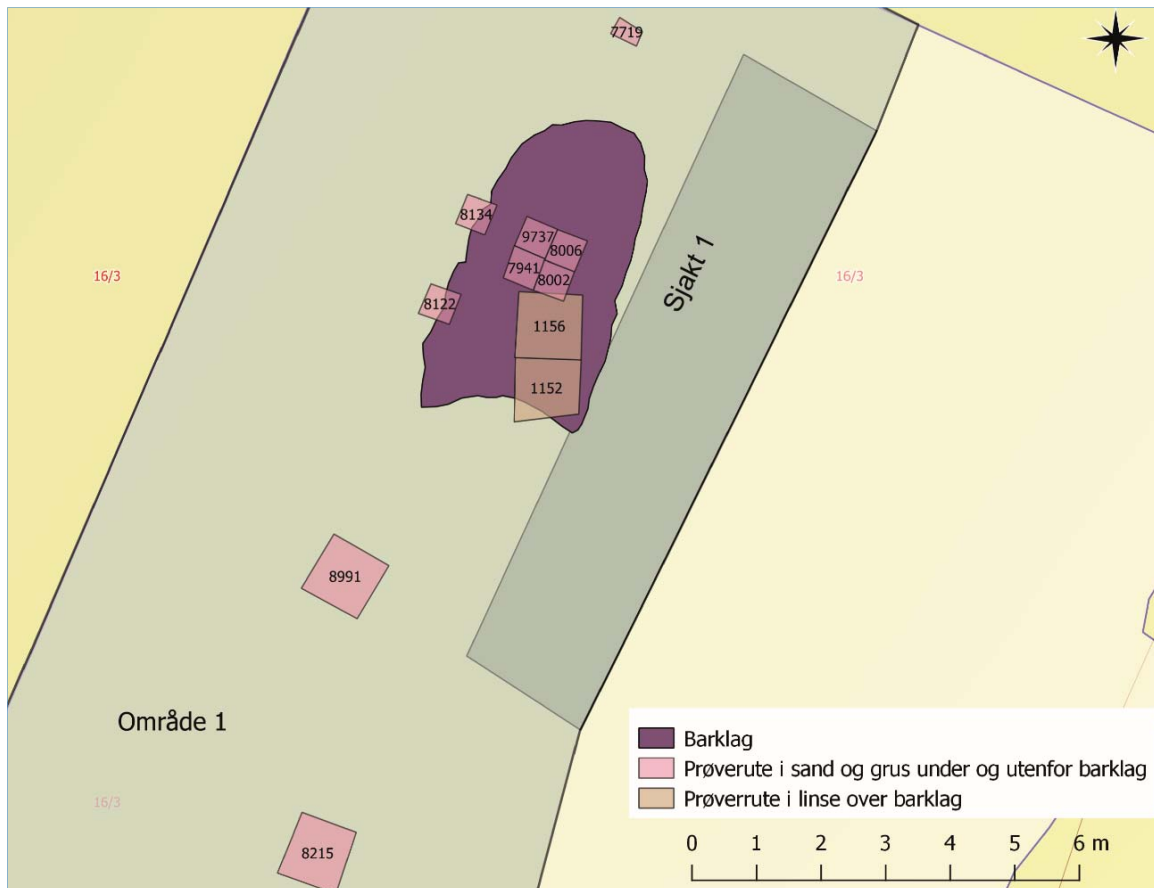 7719
8134
9737
8006
7941
8002
16/3
16/3
8122
Sjakt 1
1156
1152
8991
Område 1
16/3
8215
Barklag
Prøverute i sand og grus under og utenfor barklag
Prøverrute i linse over barklag
0 1 2 3 4 5 6 m